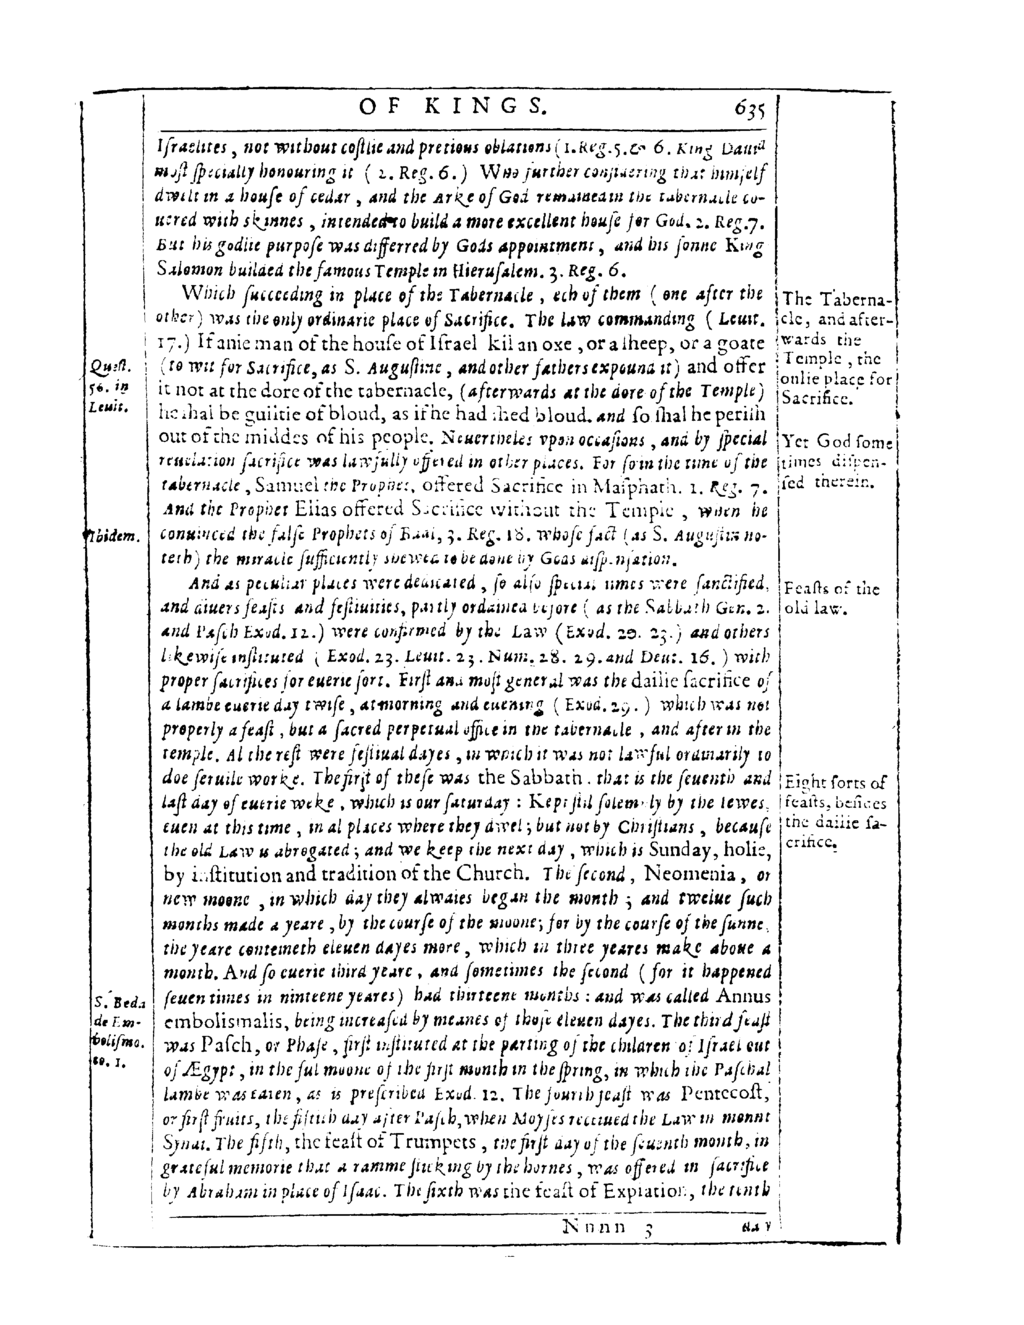 OF KINGS. 635
Iſraelites, not without coſtlie and pretious oblations (1. Reg. 5. & 6. King Dauid
moſt ſpecially honouring it (2. Reg. 6.) Who further conſidering that himſelf
dwelt in a houſe of cedar, and the Arke of God remained in the tabernacle co-
uered with skinnes, intended to build a more excellent houſe for God. 2. Reg. 7.
But his godlie purpoſe was differred by Gods appointment, and his ſonne King
Salomon builded the famous Temple in Hieruſalem. 3. Reg. 6.
Which ſucceeding in place of the Tabernacle, ech of them (one after the
other) was the only ordinarie place of Sacrifice. The law commanding (Leuit.
17.) If anie man of the houſe of Iſrael kil an oxe, or a ſheep, or a goate
(to wit for Sacrifice, as S. Auguſtine, and other fathers expound it) and offer
it not at the dore of the tabernacle, (afterwards at the dore of the Temple)
he ſhal be guiltie of bloud, as if he had ſhed bloud, and ſo ſhal he periſh
out of the middes of his people. Neuertheles vpon occaſions, and by ſpecial
reuelation ſacrifice was lawfully offered in other places. For ſo in the time of the
tabernacle, Samuel the Prophet, offered Sacrifice in Maſphath. 1. Reg. 7.
And the Prophet Elias offered Sacrifice without the Temple, when he
conuinced the falſe Prophets of Baal, 3. Reg. 18. whoſe fact (as S. Auguſtin no-
teth) the miracle ſufficiently shewed to be done by Gods diſpenſation.
And as peculiar places were dedicated, ſo alſo ſpecial times were ſanctified,
and diuers feaſts and feſtiuities, partly ordained before (as the Sabbath Gen. 2.
and Paſch Exod. 12.) were confirmed by the Law (Exod. 20. 23.) and others
likewiſe inſtituted (Exod. 23. Leuit. 23. Num. 28. 29. and Deut. 16.) with
proper ſacrifices for euerie ſort. Firſt and moſt general was the dailie ſacrifice of
a lambe euerie day twiſe, at morning and euening (Exod. 29.) which was not
properly a feaſt, but a ſacred perpetual office in the tabernacle, and after in the
temple. Al the reſt were feſtiual dayes, in which it was not lawful ordinarily to
doe ſeruile worke. The firſt of theſe was the Sabbath. that is the ſeuenth and
laſt day of euerie weke, which is our ſaturday: Kept ſtil ſolemly by the Iewes,
euen at this time, in al places where they dwel; but not by Chriſtians, becauſe
the old Law is abrogated; and we keep the next day, which is Sunday, holie,
by inſtitution and tradition of the Church. The ſecond, Neomenia, or
new moone, in which day they alwaies began the month; and twelue ſuch
months made a yeare, by the courſe of the moone; for by the courſe of the ſunne,
the yeare conteineth eleuen dayes more, which in three yeares make aboue a
month. And ſo euerie third yeare, and ſometimes the ſecond (for it happened
ſeuen times in ninteene yeares) had thirteene months: and was called Annus
embolismalis, being increaſed by meanes of thoſe eleuen dayes. The third feaſt
was Paſch, or Phaſe, firſt inſtituted at the parting of the children of Iſrael out
of Ægypt, in the ful moone of the firſt month in the ſpring, in which the Paſchal
lambe was eaten, as is preſcribed Exod. 12. The fourth feaſt was Pentecoſt,
or firſt fruits, the fiftith day after Paſch, when Moyſes receiued the Law in mount
Synai. The fifth, the feaſt of Trumpets, the firſt day of the ſeuenth month, in
grateful memorie that a ramme ſticking by the hornes, was offered in ſacrifice
by Abraham in place of Iſaac. The ſixth was the feaſt of Expiation, the tenth
Nnnn 3 day
Queſt.
56. in
Leuit.
Ibidem.
S. Beda
de Em-
boliſmo.
to. 1.
The Taberna-
cle, and after-
wards the
Temple, the
onlie place for
Sacrifice.
Yet God ſome
times diſpen-
ſed therein.
Feaſts of the
old law.
Eight ſorts of
feaſts, beſides
the dailie ſa-
crifice.